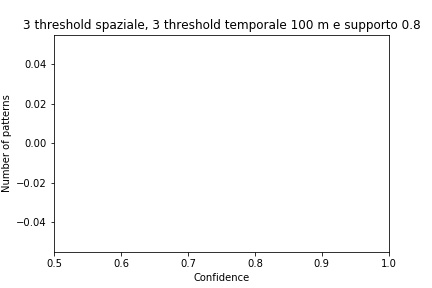 3 threshold spaziale, 3 threshold temporale 100 m e supporto 0.8
0.04
0.02
0.00
−0.02
−0.04
Number of patterns
0.5 0.6 0.7 0.8 0.9 1.0
Confidence